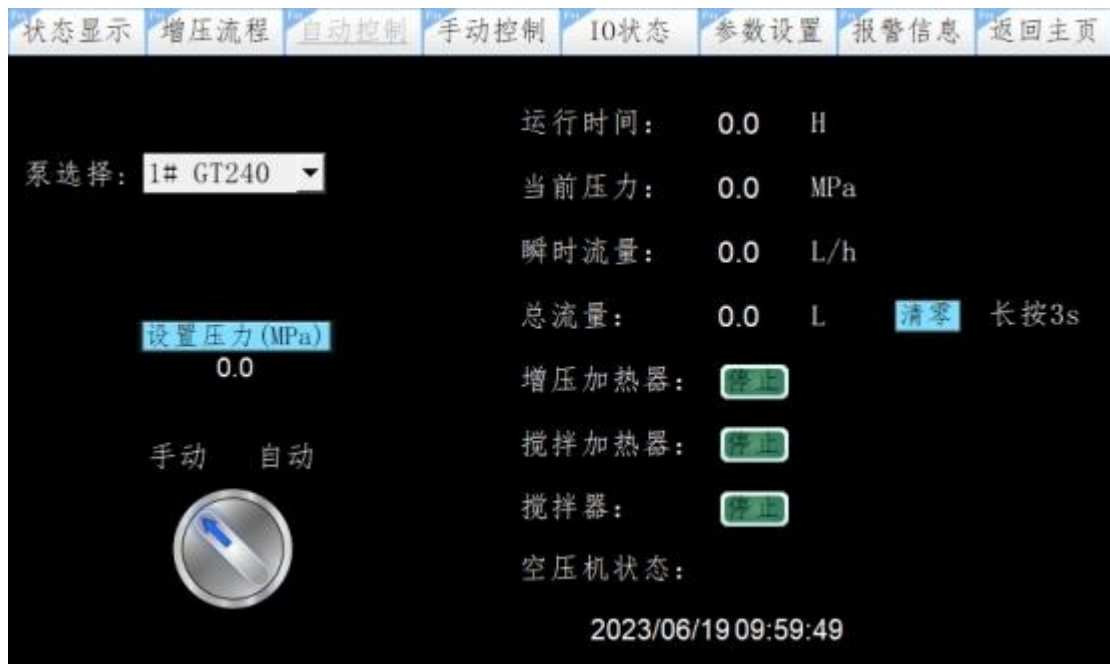 状态显示 增压流程 自动控制 手动控制 IO状态 参数设置 报警信息 返回主页
运行时间： 0.0 H
泵选择： 1# GT240
当前压力： 0.0 MPa
瞬时流量： 0.0 L/h
总流量： 0.0 L 清零 长按3s
设置压力(MPa)
0.0
增压加热器： 停止
搅拌加热器： 停止
手动 自动
搅拌器： 停止
空压机状态：
2023/06/19 09:59:49